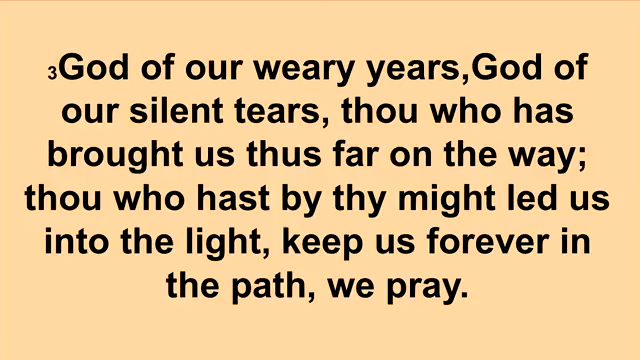 3God of our weary years,God of
our silent tears, thou who has
brought us thus far on the way;
thou who hast by thy might led us
into the light, keep us forever in
the path, we pray.